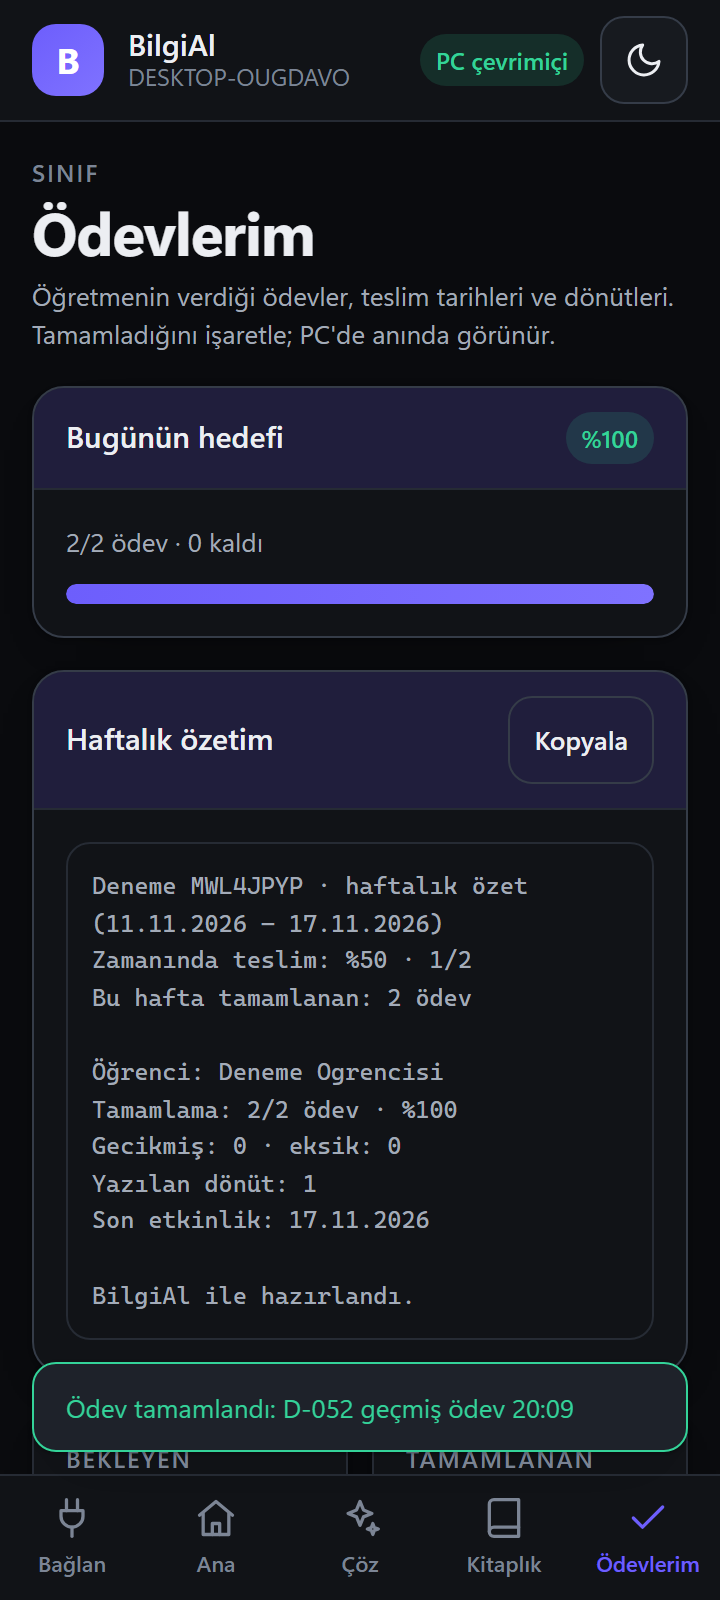 B
BilgiAl
DESKTOP-OUGDAVO
PC çevrimiçi
SINIF
Ödevlerim
Öğretmenin verdiği ödevler, teslim tarihleri ve dönütleri.
Tamamladığını işaretle; PC'de anında görünür.
Bugünün hedefi
%100
2/2 ödev · 0 kaldı
Haftalık özetim
Kopyala
Deneme MWL4JPYP · haftalık özet
(11.11.2026 – 17.11.2026)
Zamanında teslim: %50 · 1/2
Bu hafta tamamlanan: 2 ödev
Öğrenci: Deneme Ogrencisi
Tamamlama: 2/2 ödev · %100
Gecikmiş: 0 · eksik: 0
Yazılan dönüt: 1
Son etkinlik: 17.11.2026
BilgiAl ile hazırlandı.
Ödev tamamlandı: D-052 geçmiş ödev 20:09
BEKLEYEN
TAMAMLANAN
Bağlan
Ana
Çöz
Kitaplık
Ödevlerim